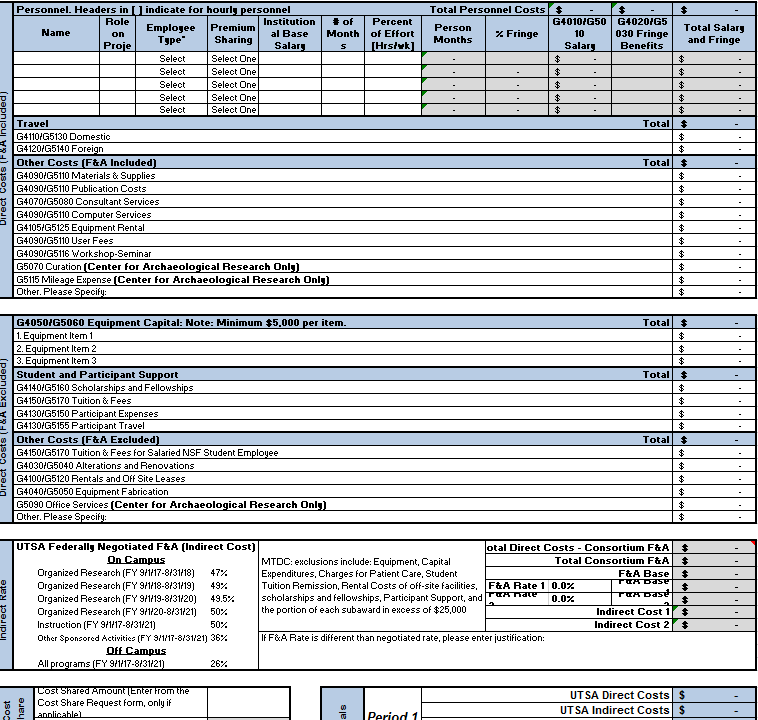 Personnel. Headers in [ ] indicate for hourly personnel Total Personnel Costs $ - $ - $ -
Name Role on Proje Employee Type* Premium Sharing Institution al Base Salary # of Month s Percent of Effort [Hrs/wk] Person Months % Fringe G4010/G50 10 Salary G4020/G5 030 Fringe Benefits Total Salary and Fringe
Select Select One - $ - $ -
Select Select One - - $ - $ -
Select Select One - - $ - $ -
Select Select One - - $ - $ -
Select Select One - - $ - $ -
Direct Costs (F&A Included)
Travel Total $ -
G4110/G5130 Domestic $ -
G4120/G5140 Foreign $ -
Other Costs (F&A Included) Total $ -
G4090/G5110 Materials & Supplies $ -
G4090/G5110 Publication Costs $ -
G4070/G5080 Consultant Services $ -
G4090/G5110 Computer Services $ -
G4105/G5125 Equipment Rental $ -
G4090/G5110 User Fees $ -
G4090/G5116 Workshop-Seminar $ -
G5070 Curation (Center for Archaeological Research Only) $ -
G5115 Mileage Expense (Center for Archaeological Research Only) $ -
Other. Please Specify: $ -
Direct Costs (F&A Excluded)
G4050/G5060 Equipment Capital: Note: Minimum $5,000 per item. Total $ -
1. Equipment Item 1 $ -
2. Equipment Item 2 $ -
3. Equipment Item 3 $ -
Student and Participant Support Total $ -
G4140/G5160 Scholarships and Fellowships $ -
G4150/G5170 Tuition & Fees $ -
G4130/G5150 Participant Expenses $ -
G4130/G5155 Participant Travel $ -
Other Costs (F&A Excluded) Total $ -
G4150/G5170 Tuition & Fees for Salaried NSF Student Employee $ -
G4030/G5040 Alterations and Renovations $ -
G4100/G5120 Rentals and Off Site Leases $ -
G4040/G5050 Equipment Fabrication $ -
G5090 Office Services (Center for Archaeological Research Only) $ -
Other. Please Specify: $ -
Indirect Rate
UTSA Federally Negotiated F&A (Indirect Cost)
On Campus
Organized Research (FY 9/1/17-8/31/18) 47%
Organized Research (FY 9/1/18-8/31/19) 49%
Organized Research (FY 9/1/19-8/31/20) 49.5%
Organized Research (FY 9/1/20-8/31/21) 50%
Instruction (FY 9/1/17-8/31/21) 50%
Other Sponsored Activities (FY 9/1/17-8/31/21) 36%
Off Campus
All programs (FY 9/1/17-8/31/21) 26%
MTDC: exclusions include: Equipment, Capital
Expenditures, Charges for Patient Care, Student
Tuition Remission, Rental Costs of off-site facilities,
scholarships and fellowships, Participant Support, and
the portion of each subaward in excess of $25,000
If F&A Rate is different than negotiated rate, please enter justification:
otal Direct Costs - Consortium F&A $ -
Total Consortium F&A $ -
F&A Base $ -
F&A Rate 1 0.0% F&A Base $ -
F&A Rate 0.0% F&A Base $ -
Indirect Cost 1 $ -
Indirect Cost 2 $ -
Cost hare
Cost Shared Amount (Enter from the
Cost Share Request form, only if
applicable)
als
Period 1
UTSA Direct Costs $ -
UTSA Indirect Costs $ -